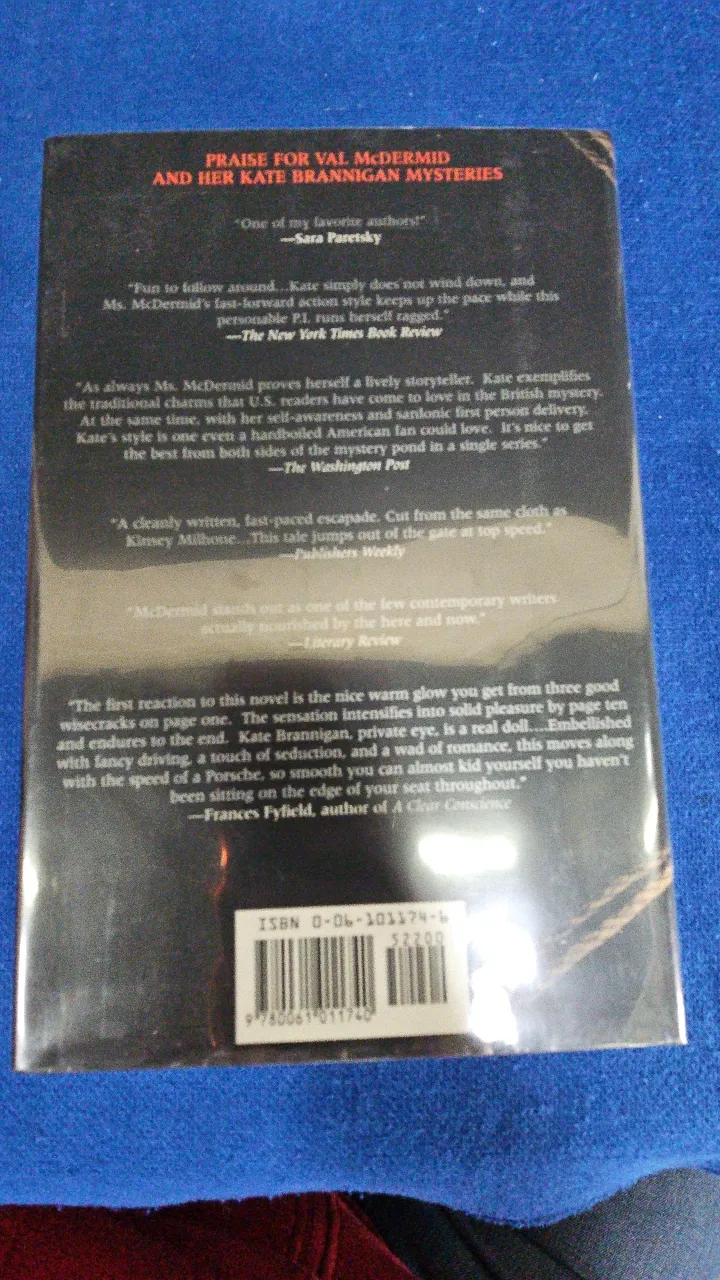 PRAISE FOR VAL McDERMID
AND HER KATE BRANNIGAN MYSTERIES
"One of my favorite authors!"
—Sara Paretsky
"Fun to follow around...Kate simply does not wind down, and
Ms. McDermid's fast-forward action style keeps up the pace while this
personable P.I. runs herself ragged."
—The New York Times Book Review
"As always Ms. McDermid proves herself a lively storyteller. Kate exemplifies
the traditional charms that U.S. readers have come to love in the British mystery.
At the same time, with her self-awareness and sardonic first person delivery,
Kate's style is one even a hardboiled American fan could love. It's nice to get
the best from both sides of the mystery pond in a single series."
—The Washington Post
"A cleanly written, fast-paced escapade. Cut from the same cloth as
Kinsey Milhone...This tale jumps out of the gate at top speed."
—Publishers Weekly
"McDermid stands out as one of the few contemporary writers
actually nourished by the here and now."
—Literary Review
"The first reaction to this novel is the nice warm glow you get from three good
wisecracks on page one. The sensation intensifies into solid pleasure by page ten
and endures to the end. Kate Brannigan, private eye, is a real doll....Embellished
with fancy driving, a touch of seduction, and a wad of romance, this moves along
with the speed of a Porsche, so smooth you can almost kid yourself you haven't
been sitting on the edge of your seat throughout."
—Frances Fyfield, author of A Clear Conscience
ISBN 0-06-101174-6
52200
9 780061 011740